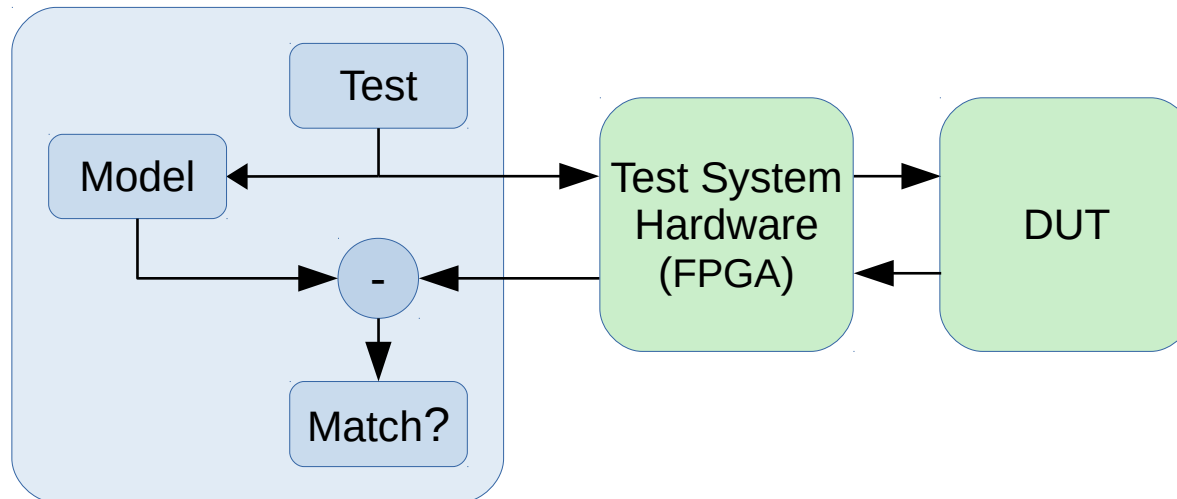 Test
Model
Test System
Hardware
(FPGA)
DUT
-
Match?